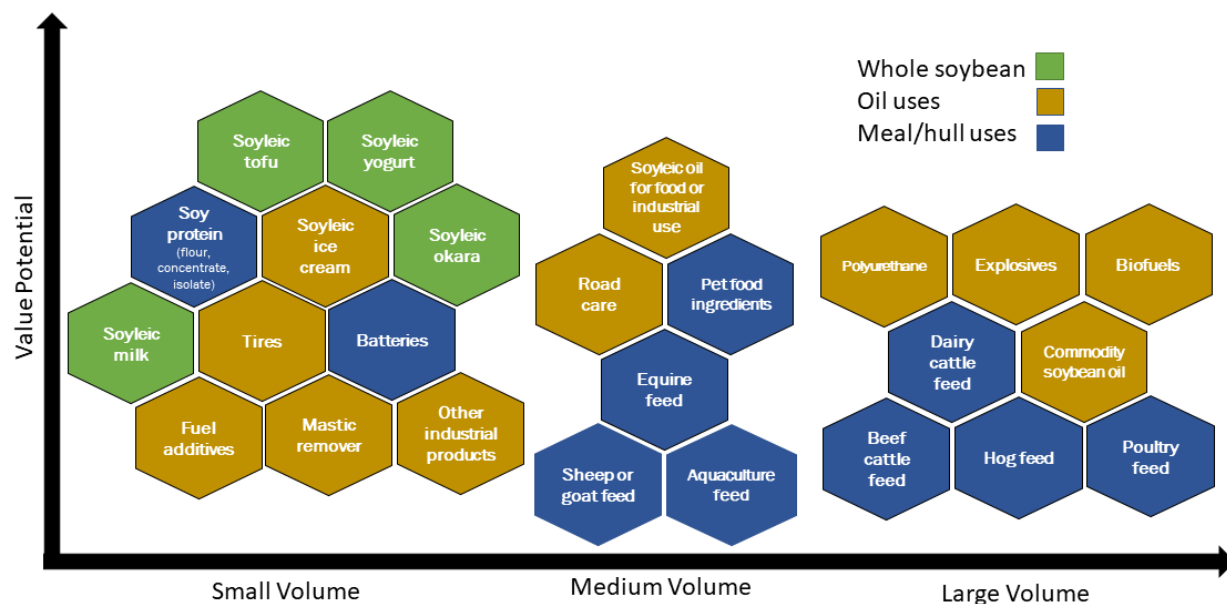 Value Potential
Whole soybean
Oil uses
Meal/hull uses
Soyleic
tofu
Soyleic
yogurt
Soy
protein
(flour,
concentrate,
isolate)
Soyleic
ice
cream
Soyleic
okara
Soyleic
milk
Tires
Batteries
Fuel
additives
Mastic
remover
Other
industrial
products
Soyleic oil
for food or
industrial
use
Road
care
Pet food
ingredients
Equine
feed
Sheep or
goat feed
Aquaculture
feed
Polyurethane
Explosives
Biofuels
Dairy
cattle
feed
Commodity
soybean oil
Beef
cattle
feed
Hog feed
Poultry
feed
Small Volume
Medium Volume
Large Volume